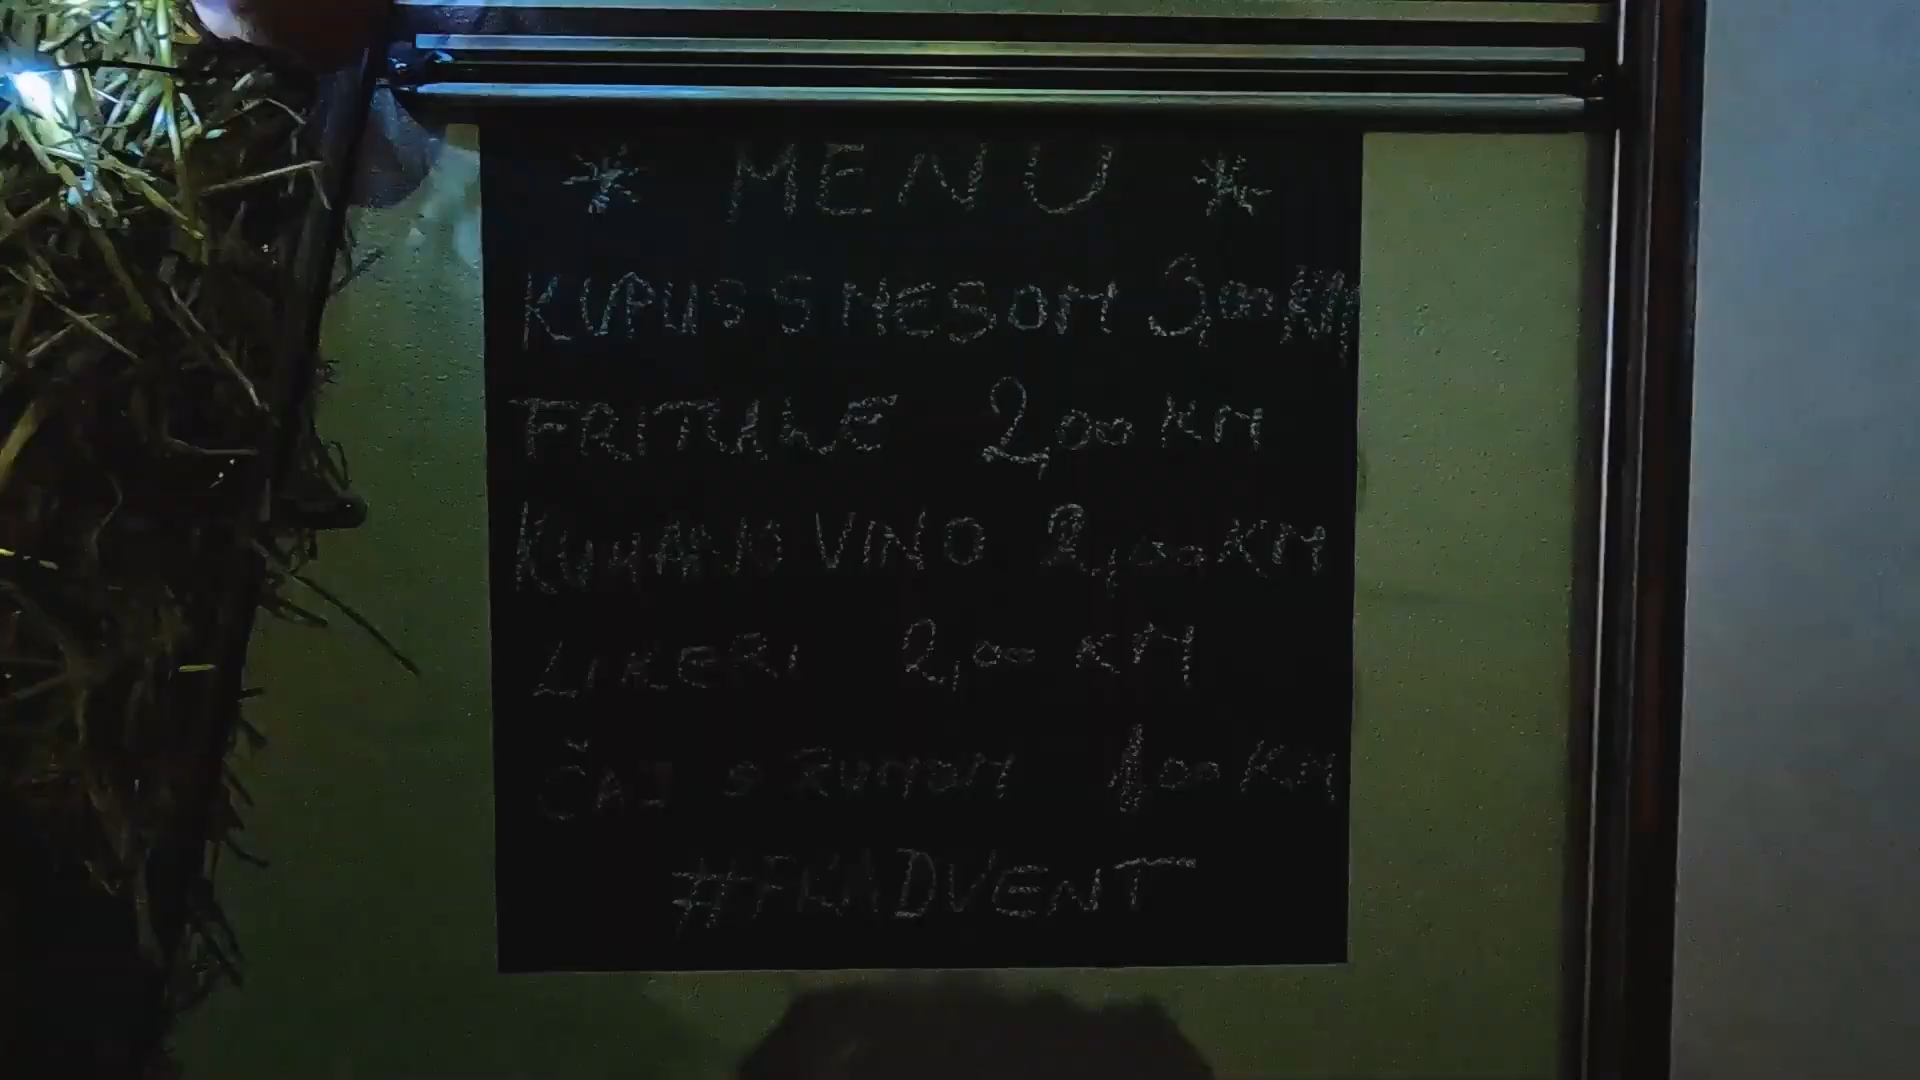 * MENU *
KUPUS S MESOM 3,00 KM
FRITULE 2,00 KM
KUHANO VINO 2,00 KM
LIKERI 2,00 KM
ČAJ S RUMOM 1,00 KM
#FKADVENT